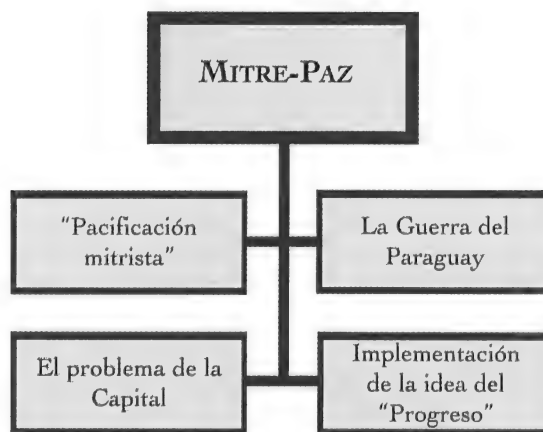 MITRE-PAZ
"Pacificación
mitrista"
La Guerra del
Paraguay
El problema de la
Capital
Implementación
de la idea del
"Progreso"